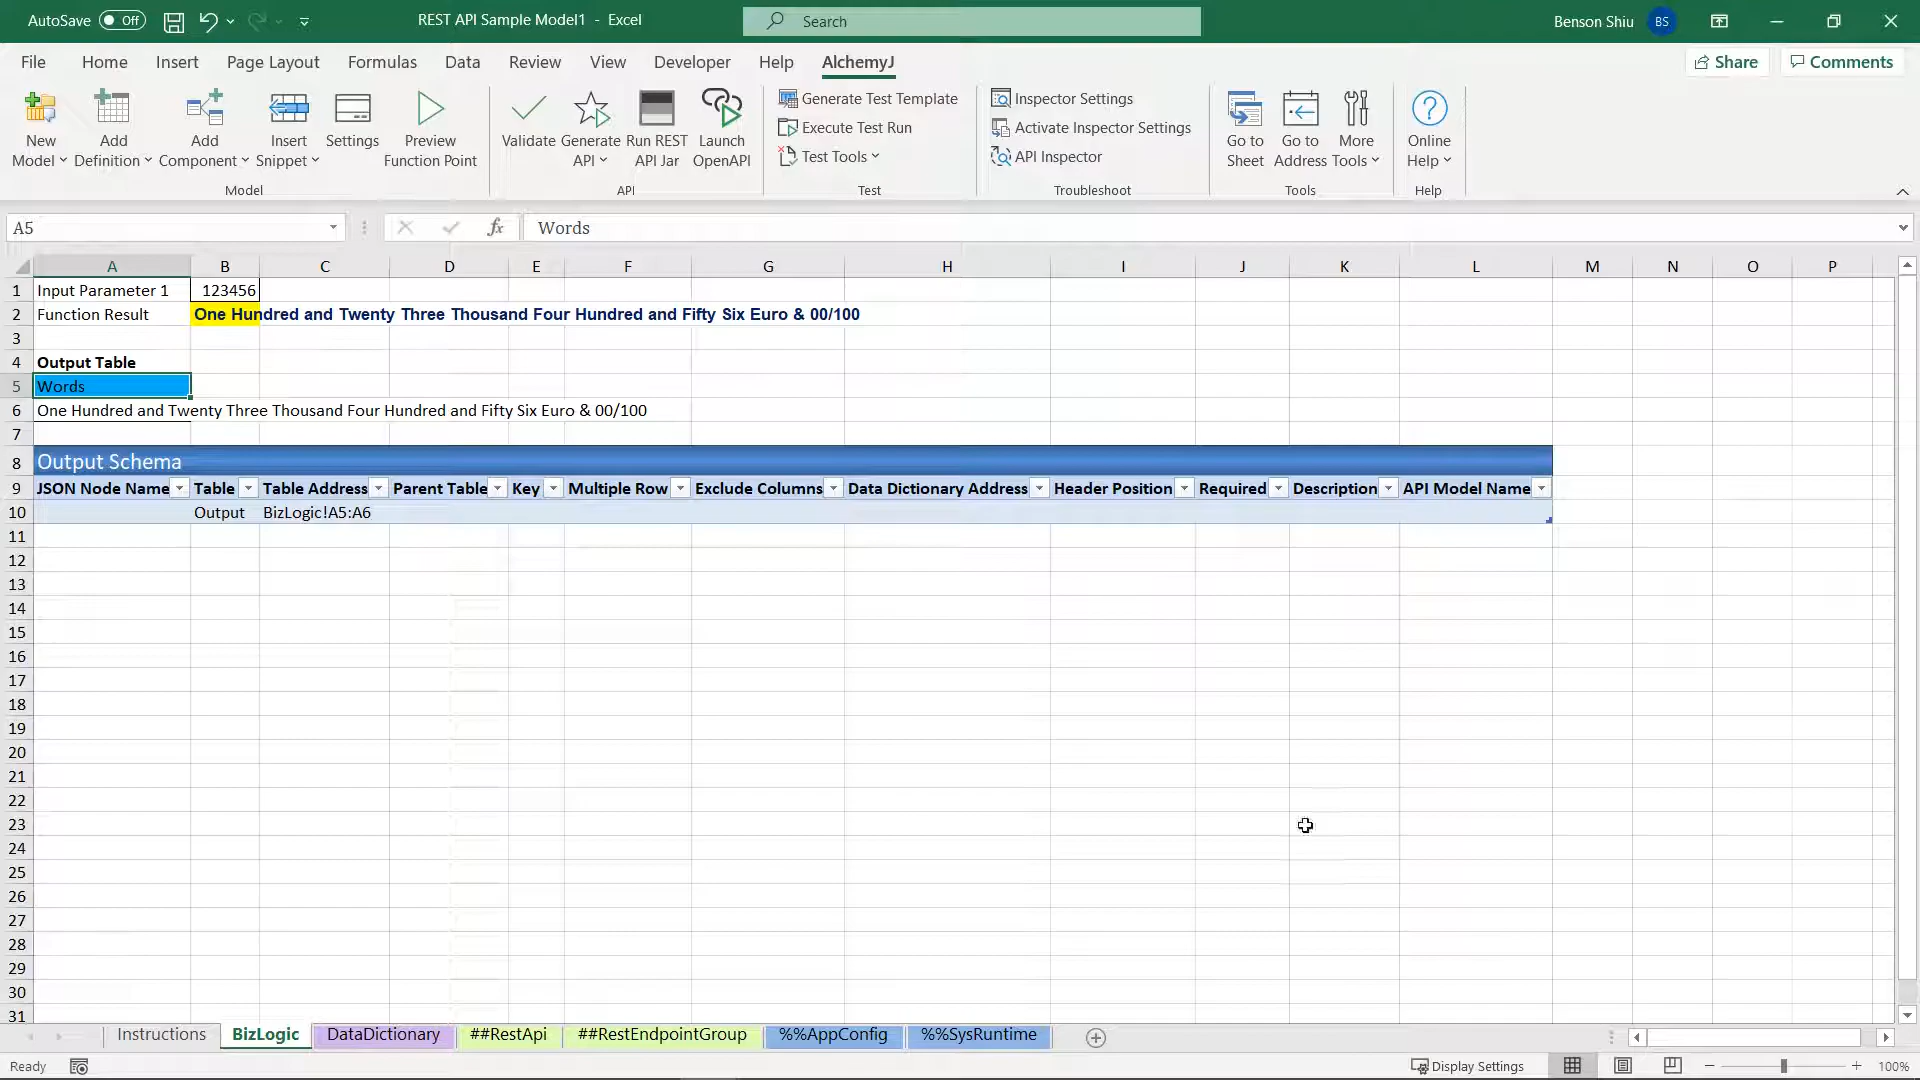 AutoSave Off REST API Sample Model1 - Excel Search Benson Shiu BS
File Home Insert Page Layout Formulas Data Review View Developer Help AlchemyJ Share Comments
New Model Add Definition Add Component Insert Snippet Settings Preview Function Point
Model
Validate Generate API Run REST API Jar Launch OpenAPI
API
Generate Test Template
Execute Test Run
Test Tools
Test
Inspector Settings
Activate Inspector Settings
API Inspector
Troubleshoot
Go to Sheet Go to Address More Tools
Tools
Online Help
Help
A5 fx Words
A B C D E F G H I J K L M N O P
1 Input Parameter 1 123456
2 Function Result One Hundred and Twenty Three Thousand Four Hundred and Fifty Six Euro & 00/100
3
4 Output Table
5 Words
6 One Hundred and Twenty Three Thousand Four Hundred and Fifty Six Euro & 00/100
7
8 Output Schema
9 JSON Node Name Table Table Address Parent Table Key Multiple Row Exclude Columns Data Dictionary Address Header Position Required Description API Model Name
10 Output BizLogic!A5:A6
11
12
13
14
15
16
17
18
19
20
21
22
23
24
25
26
27
28
29
30
31
Instructions BizLogic DataDictionary ##RestApi ##RestEndpointGroup %%AppConfig %%SysRuntime
Ready Display Settings 100%